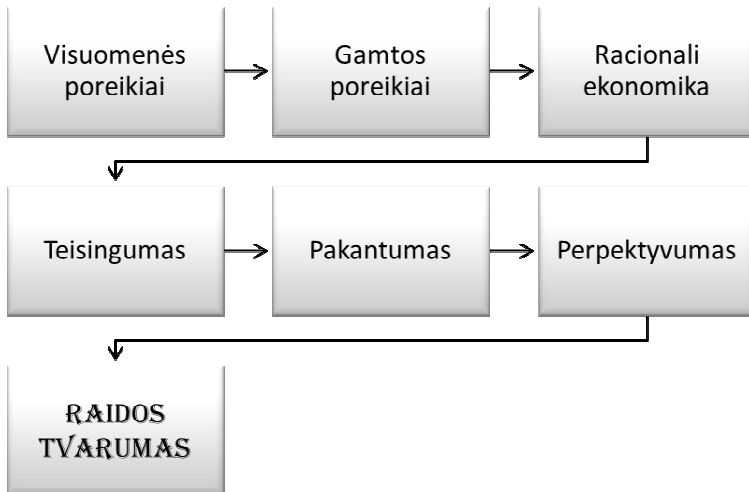 Visuomenės
poreikiai
Gamtos
poreikiai
Racionali
ekonomika
Teisingumas
Pakantumas
Perpektyvumas
RAIDOS
TVARUMAS